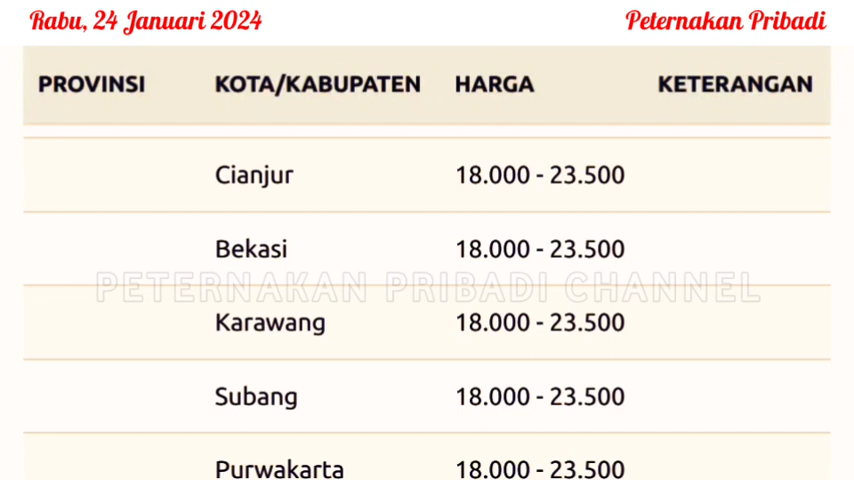 Rabu, 24 Januari 2024 Peternakan Pribadi
PROVINSI KOTA/KABUPATEN HARGA KETERANGAN
Cianjur 18.000 - 23.500
Bekasi 18.000 - 23.500
PETERNAKAN PRIBADI CHANNEL
Karawang 18.000 - 23.500
Subang 18.000 - 23.500
Purwakarta 18.000 - 23.500